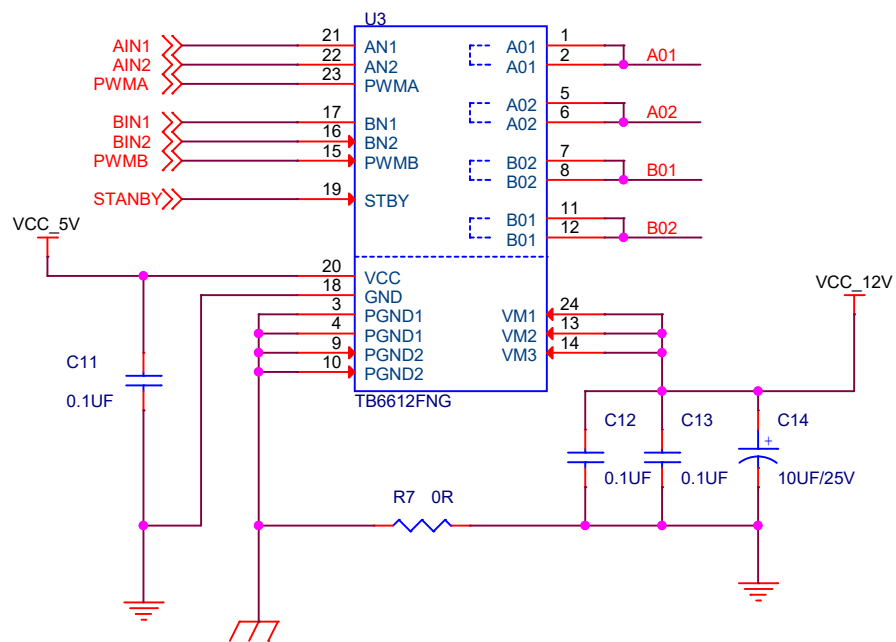 U3
AIN1 21 AN1 A01 1
AIN2 22 AN2 A01 2 A01
PWMA 23 PWMA
A02 5
A02 6 A02
BIN1 17 BN1
BIN2 16 BN2
PWMB 15 PWMB
B02 7
B02 8 B01
STANBY 19 STBY
B01 11
B01 12 B02
VCC_5V
20 VCC
18 GND
3 PGND1 VM1 24
4 PGND1 VM2 13
9 PGND2 VM3 14
10 PGND2
VCC_12V
TB6612FNG
C11
0.1UF
C12 C13 C14
+
0.1UF 0.1UF 10UF/25V
R7 0R